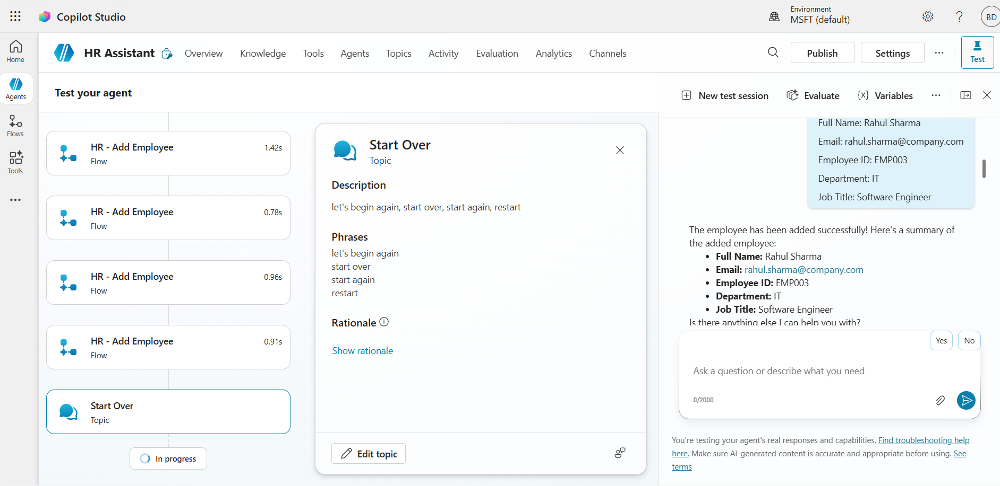 Copilot Studio
Environment
MSFT (default)
BD
Home
Agents
Flows
Tools
HR Assistant
Overview
Knowledge
Tools
Agents
Topics
Activity
Evaluation
Analytics
Channels
Publish
Settings
Test
Test your agent
New test session
Evaluate
Variables
HR - Add Employee
1.42s
Flow
HR - Add Employee
0.78s
Flow
HR - Add Employee
0.96s
Flow
HR - Add Employee
0.91s
Flow
Start Over
Topic
In progress
Start Over
Topic
Description
let's begin again, start over, start again, restart
Phrases
let's begin again
start over
start again
restart
Rationale
Show rationale
Edit topic
Full Name: Rahul Sharma
Email: rahul.sharma@company.com
Employee ID: EMP003
Department: IT
Job Title: Software Engineer
The employee has been added successfully! Here's a summary of
the added employee:
• Full Name: Rahul Sharma
• Email: rahul.sharma@company.com
• Employee ID: EMP003
• Department: IT
• Job Title: Software Engineer
Is there anything else I can help you with?
Yes
No
Ask a question or describe what you need
0/2000
You're testing your agent's real responses and capabilities. Find troubleshooting help
here. Make sure AI-generated content is accurate and appropriate before using. See
terms